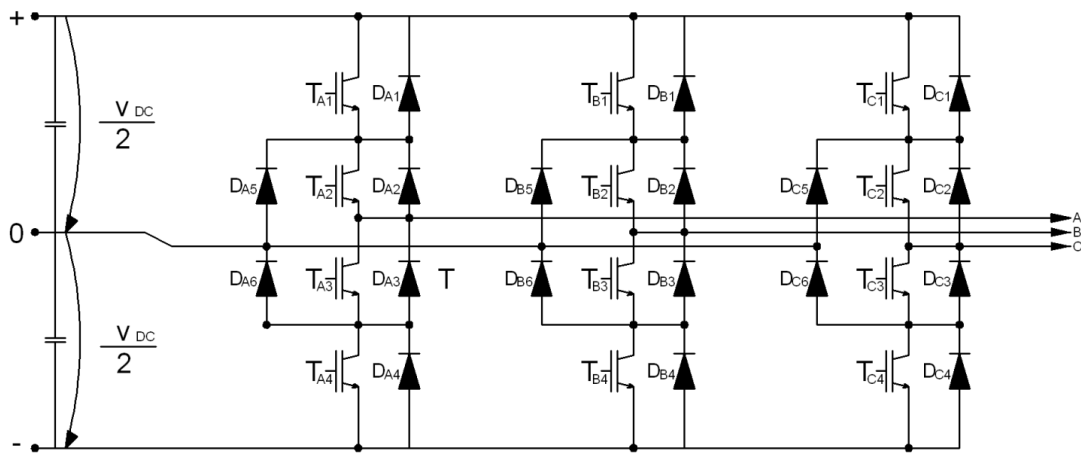 +
V DC
2
0
V DC
2
-
TA1 DA1 TB1 DB1 TC1 DC1
DA5 TA2 DA2 DB5 TB2 DB2 DC5 TC2 DC2
A
B
C
DA6 TA3 DA3 T DB6 TB3 DB3 DC6 TC3 DC3
TA4 DA4 TB4 DB4 TC4 DC4